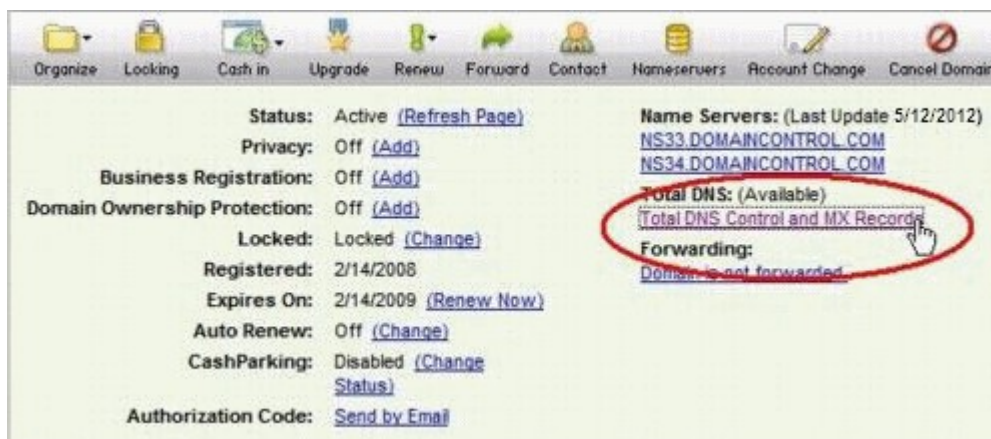 Organize Locking Cash in Upgrade Renew Forward Contact Nameservers Account Change Cancel Domain
Status: Active (Refresh Page)
Privacy: Off (Add)
Business Registration: Off (Add)
Domain Ownership Protection: Off (Add)
Locked: Locked (Change)
Registered: 2/14/2008
Expires On: 2/14/2009 (Renew Now)
Auto Renew: Off (Change)
CashParking: Disabled (Change
Status)
Authorization Code: Send by Email
Name Servers: (Last Update 5/12/2012)
NS33.DOMAINCONTROL.COM
NS34.DOMAINCONTROL.COM
Total DNS: (Available)
Total DNS Control and MX Records
Forwarding:
Domain is not forwarded.